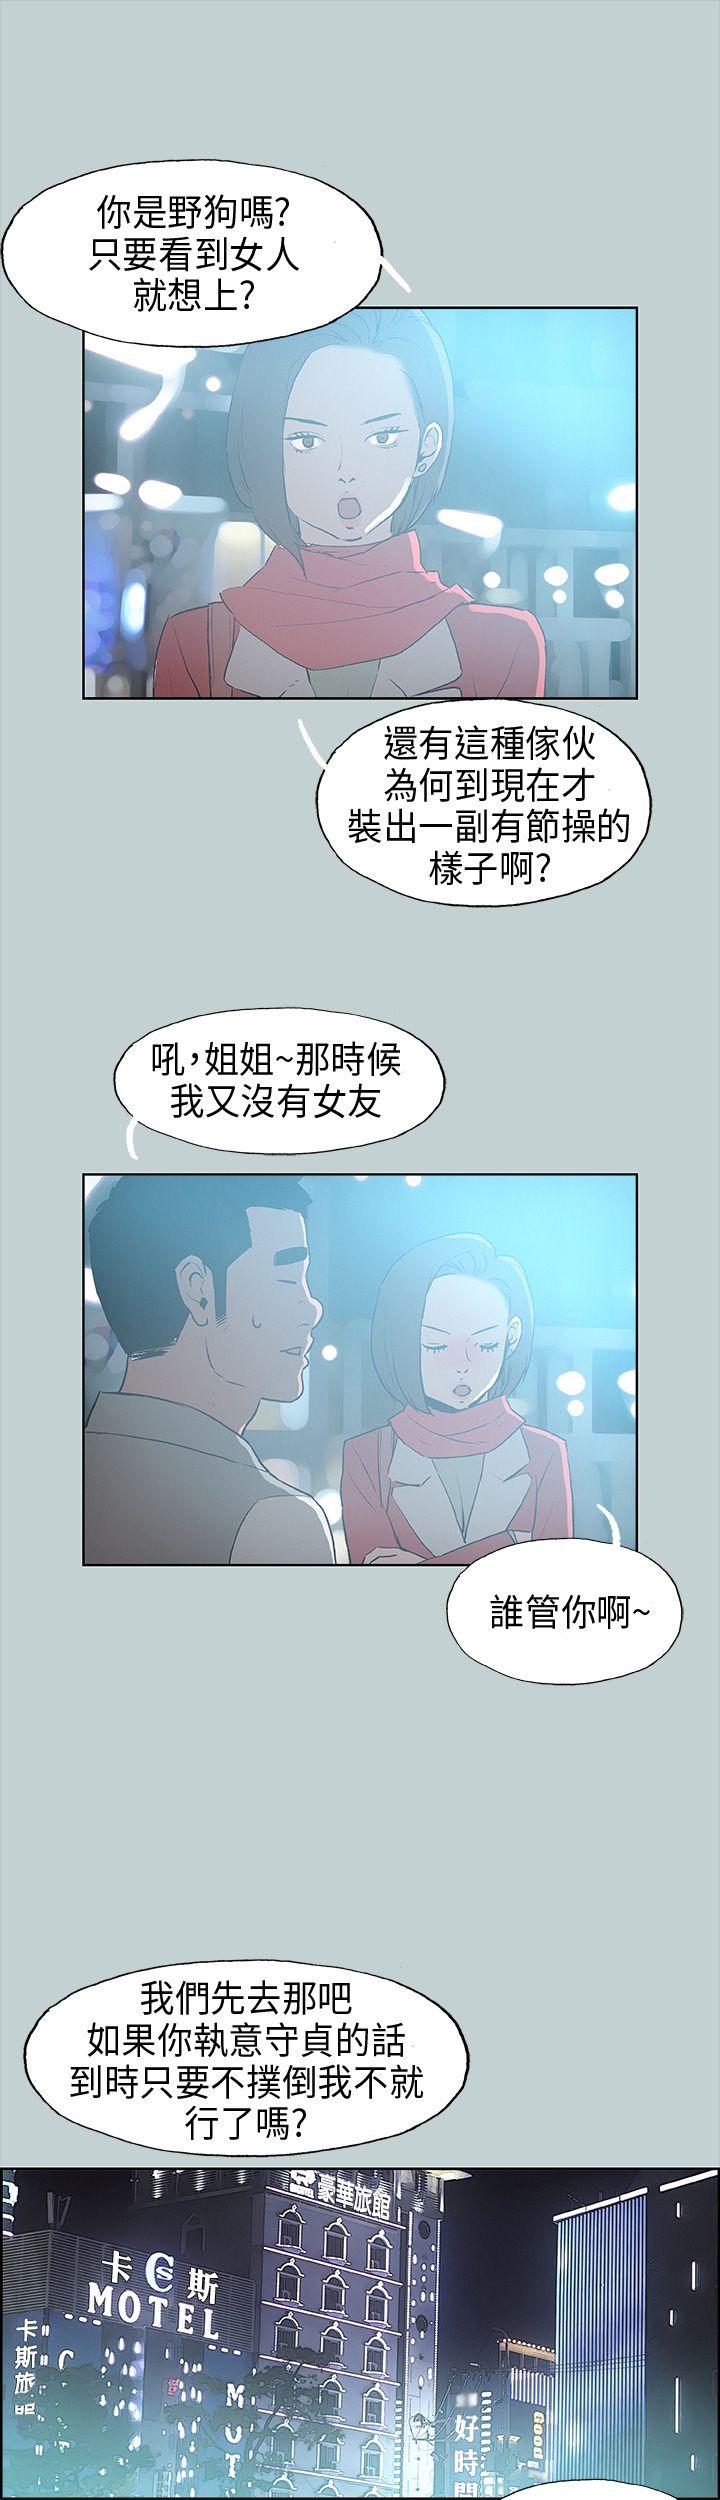 你是野狗嗎?
只要看到女人
就想上?
還有這種傢伙
為何到現在才
裝出一副有節操的
樣子啊?
吼,姐姐~那時候
我又沒有女友
誰管你啊~
我們先去那吧
如果你執意守貞的話
到時只要不撲倒我不就
行了嗎?
豪華旅館
卡CS斯
MOTEL
卡斯旅
MOT
Good
好時間